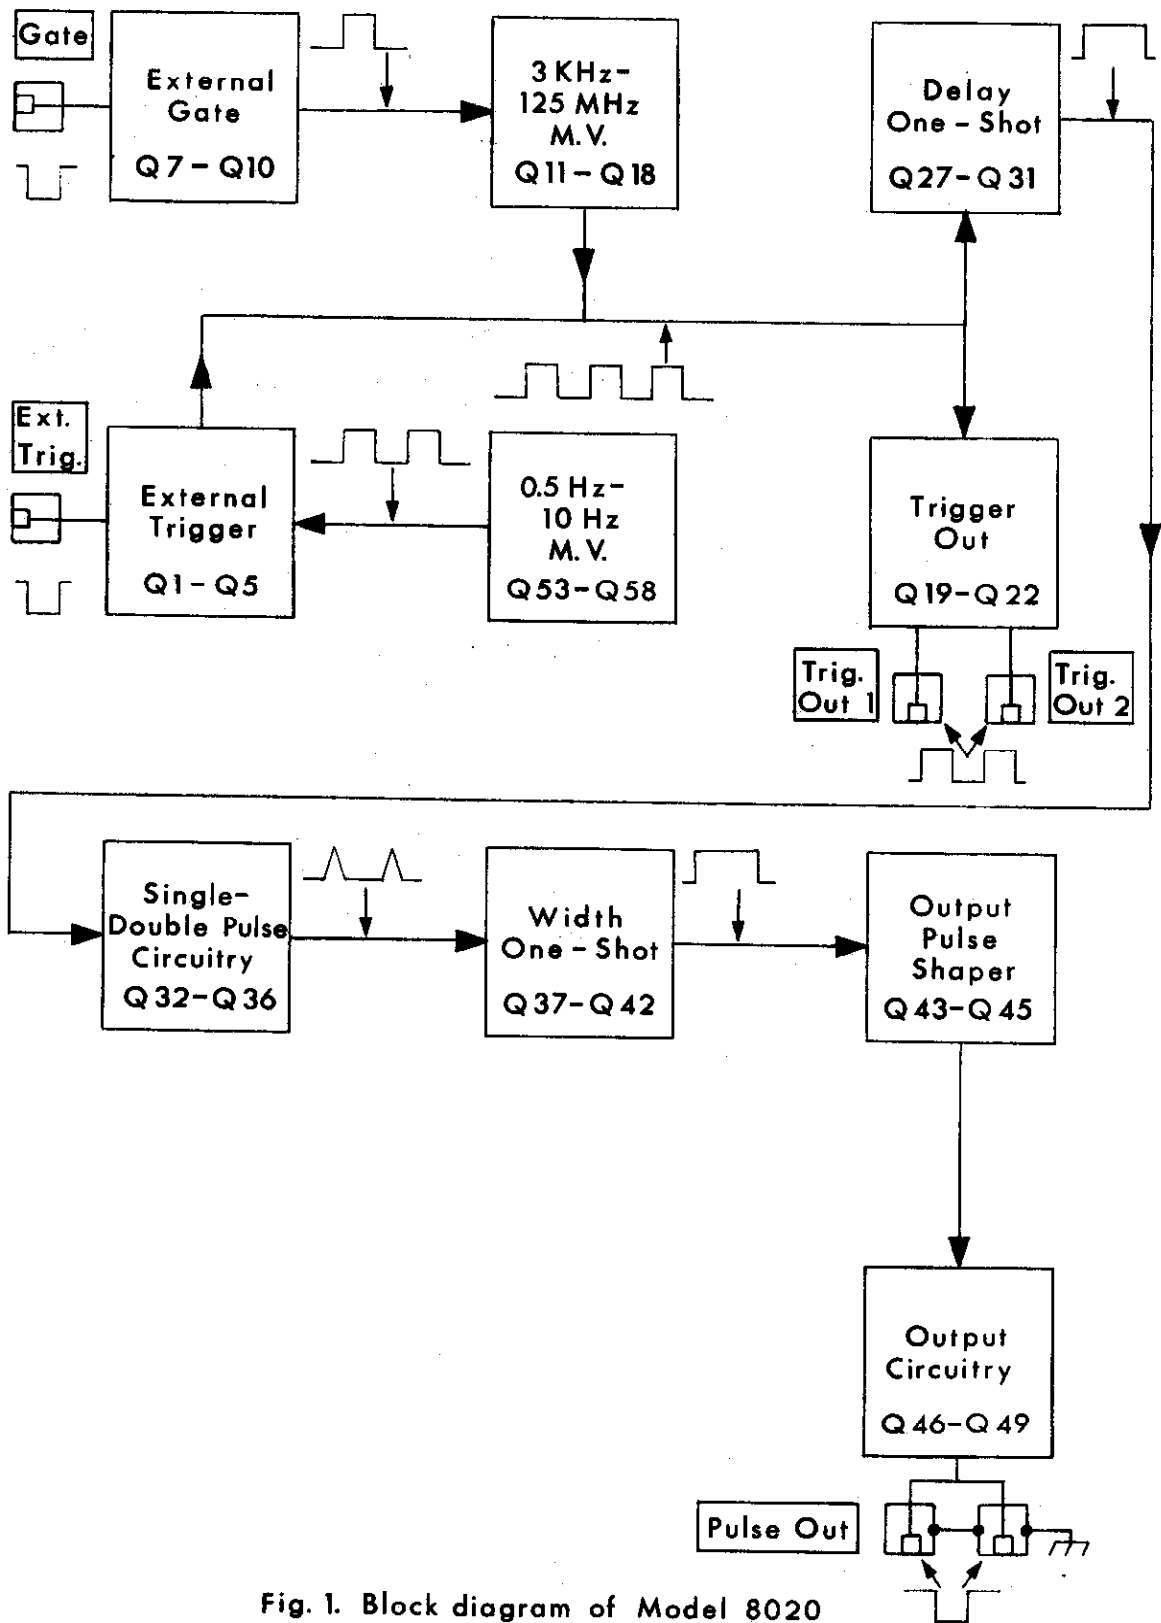 Gate
External
Gate
Q7-Q10
3 KHz-
125 MHz
M.V.
Q11-Q18
Delay
One-Shot
Q27-Q31
Ext.
Trig.
External
Trigger
Q1-Q5
0.5 Hz-
10 Hz
M.V.
Q53-Q58
Trigger
Out
Q19-Q22
Trig.
Out 1
Trig.
Out 2
Single-
Double Pulse
Circuitry
Q32-Q36
Width
One-Shot
Q37-Q42
Output
Pulse
Shaper
Q43-Q45
Output
Circuitry
Q46-Q49
Pulse Out
Fig. 1. Block diagram of Model 8020